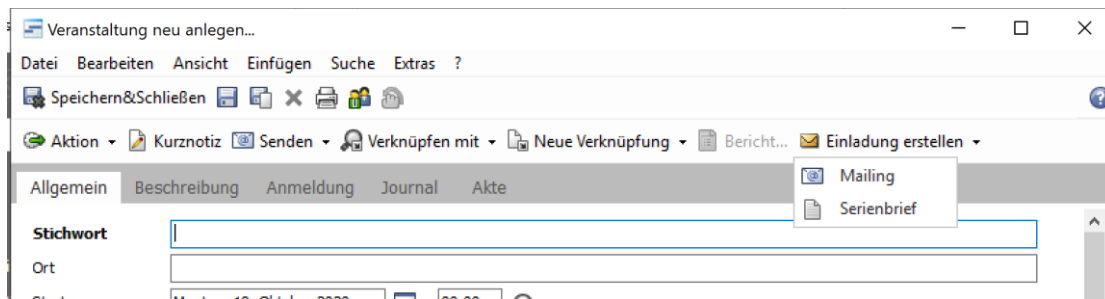 Veranstaltung neu anlegen...
Datei Bearbeiten Ansicht Einfügen Suche Extras ?
Speichern&Schließen
Aktion Kurznotiz Senden Verknüpfen mit Neue Verknüpfung Bericht... Einladung erstellen
Mailing
Serienbrief
Allgemein Beschreibung Anmeldung Journal Akte
Stichwort
Ort